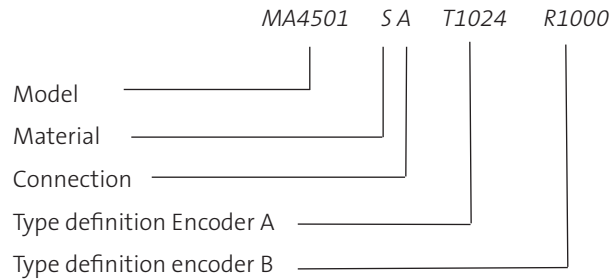 MA4501 S A T1024 R1000
Model
Material
Connection
Type definition Encoder A
Type definition encoder B